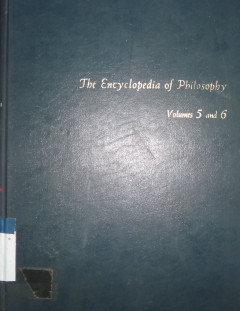 The Encyclopedia of Philosophy
Volumes 5 and 6